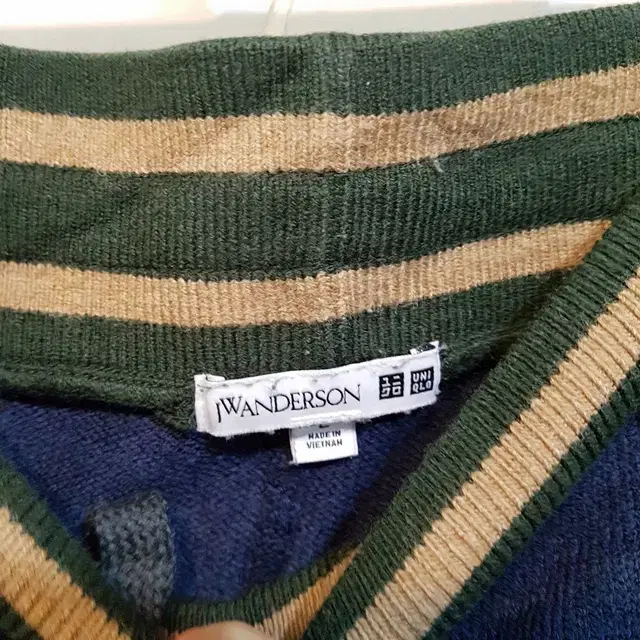 JWANDERSON
ユニ
クロ
UNI
QLO
MADE IN
VIETNAM